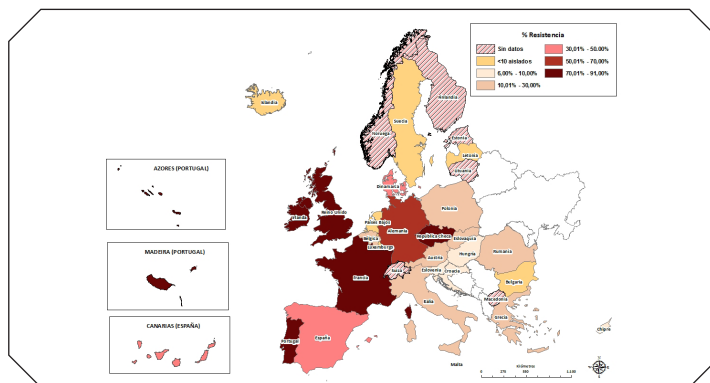 % Resistencia
Sin datos
<10 aislados
6,00% - 10,00%
10,01% - 30,00%
30,01% - 50,00%
50,01% - 70,00%
70,01% - 91,00%
Islandia
Noruega
Suecia
Finlandia
Estonia
Letonia
Lituania
AZORES (PORTUGAL)
Dinamarca
Irlanda
Reino Unido
Países Bajos
Polonia
Bélgica
Alemania
Luxemburgo
República Checa
Eslovaquia
MADEIRA (PORTUGAL)
Francia
Suiza
Austria
Hungría
Eslovenia
Croacia
Rumanía
Bulgaria
Italia
Macedonia
Grecia
CANARIAS (ESPAÑA)
Portugal
España
Chipre
Malta
Kilómetros
0
275
550
1.100